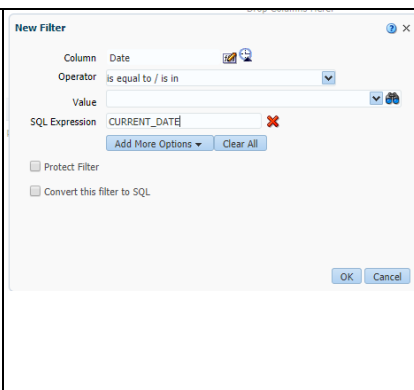 New Filter
Column Date
Operator is equal to / is in
Value
SQL Expression CURRENT_DATE
Add More Options Clear All
Protect Filter
Convert this filter to SQL
OK Cancel